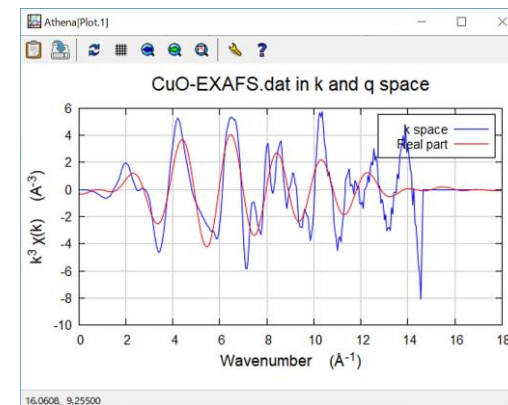 Athena[Plot.1]
CuO-EXAFS.dat in k and q space
k space
Real part
6
4
2
0
-2
-4
-6
-8
-10
k³ χ(k) (Å⁻³)
0 2 4 6 8 10 12 14 16 18
Wavenumber (Å⁻¹)
16.0608, 9.25500